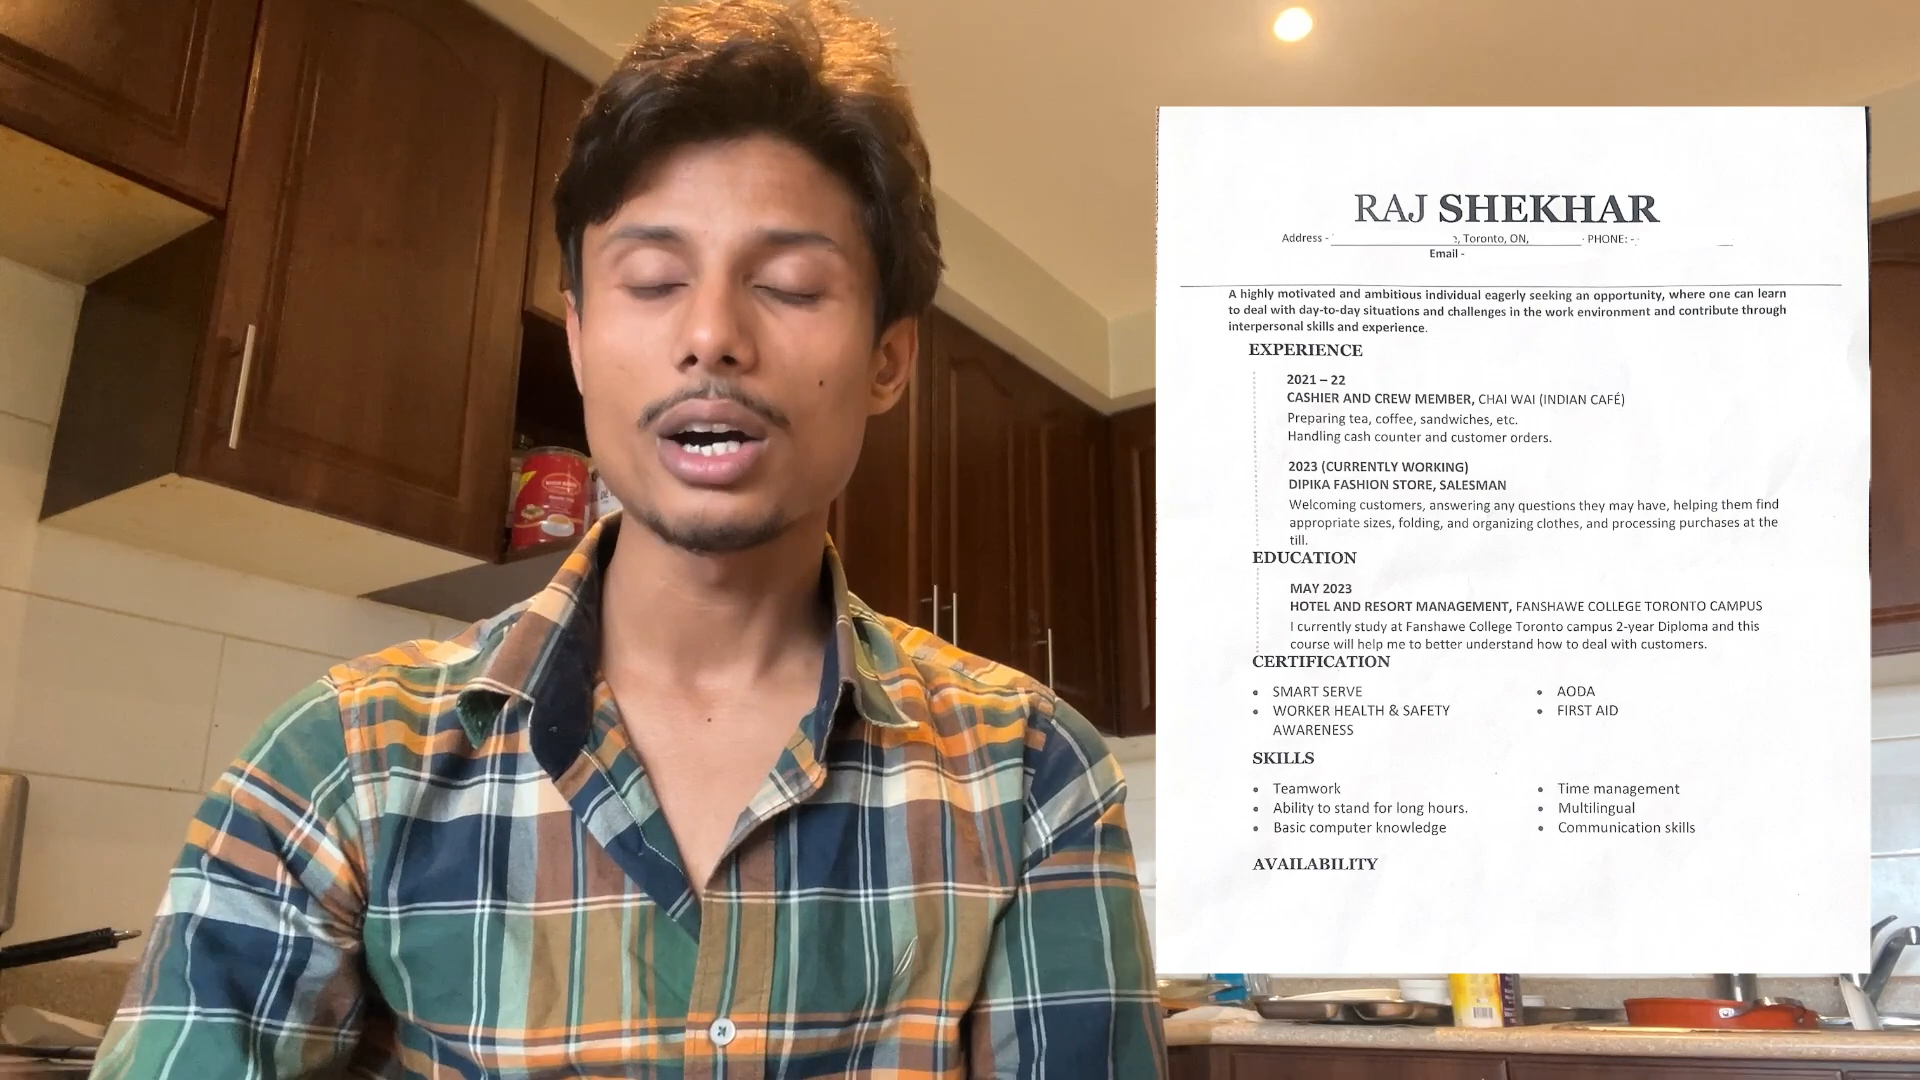 RAJ SHEKHAR
Address - , Toronto, ON, PHONE: -
Email -
A highly motivated and ambitious individual eagerly seeking an opportunity, where one can learn
to deal with day-to-day situations and challenges in the work environment and contribute through
interpersonal skills and experience.
EXPERIENCE
2021 – 22
CASHIER AND CREW MEMBER, CHAI WAI (INDIAN CAFÉ)
Preparing tea, coffee, sandwiches, etc.
Handling cash counter and customer orders.
2023 (CURRENTLY WORKING)
DIPIKA FASHION STORE, SALESMAN
Welcoming customers, answering any questions they may have, helping them find
appropriate sizes, folding, and organizing clothes, and processing purchases at the
till.
EDUCATION
MAY 2023
HOTEL AND RESORT MANAGEMENT, FANSHAWE COLLEGE TORONTO CAMPUS
I currently study at Fanshawe College Toronto campus 2-year Diploma and this
course will help me to better understand how to deal with customers.
CERTIFICATION
• SMART SERVE
• WORKER HEALTH & SAFETY
AWARENESS
• AODA
• FIRST AID
SKILLS
• Teamwork
• Ability to stand for long hours.
• Basic computer knowledge
• Time management
• Multilingual
• Communication skills
AVAILABILITY